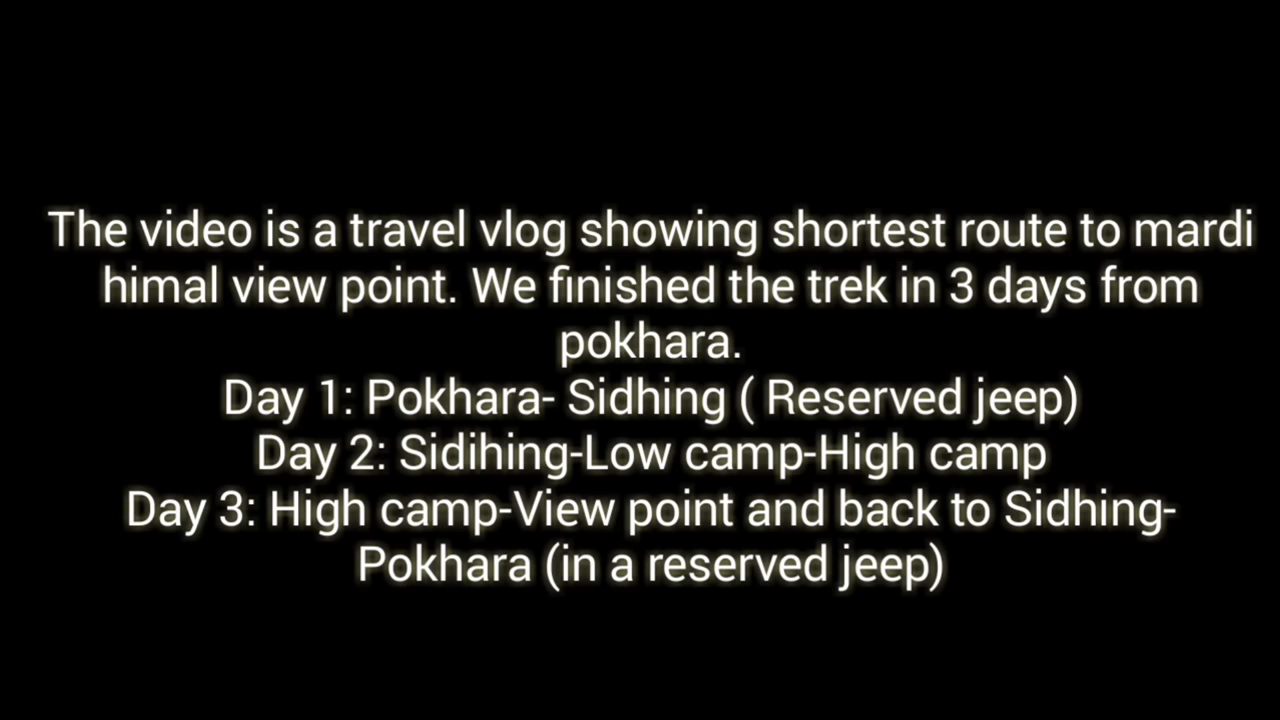 The video is a travel vlog showing shortest route to mardi
himal view point. We finished the trek in 3 days from
pokhara.
Day 1: Pokhara- Sidhing ( Reserved jeep)
Day 2: Sidihing-Low camp-High camp
Day 3: High camp-View point and back to Sidhing-
Pokhara (in a reserved jeep)